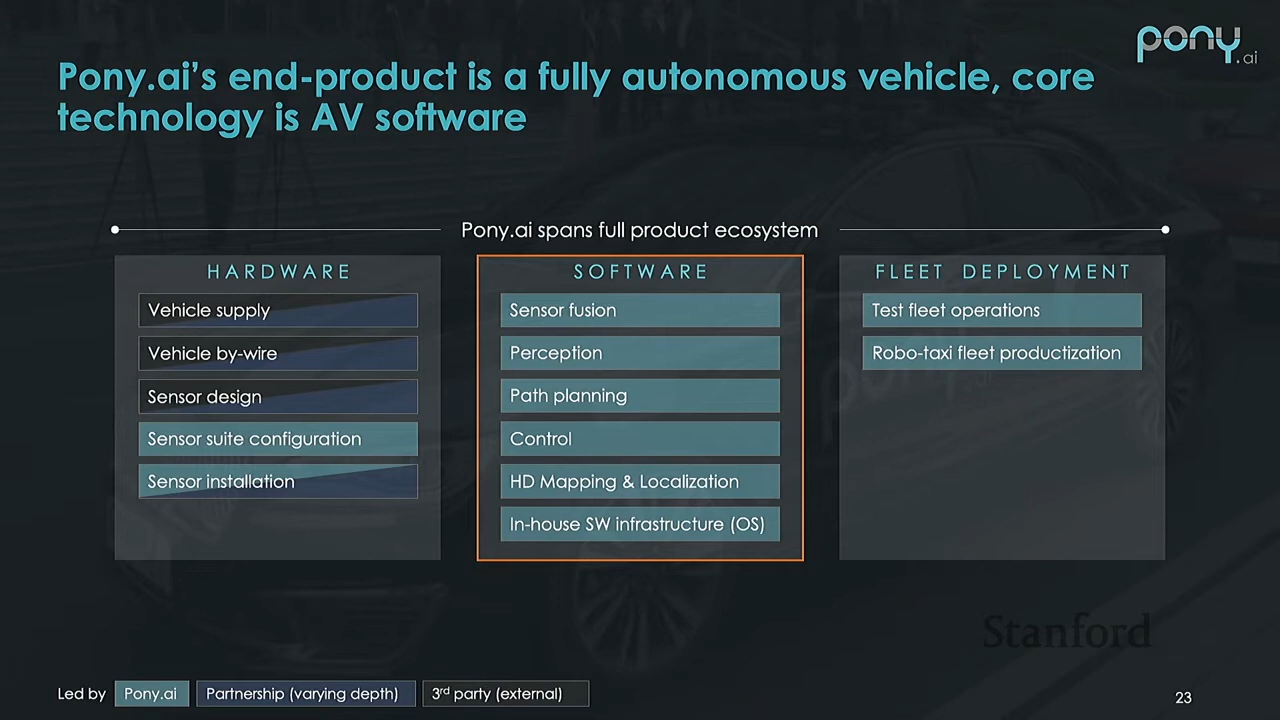 pony.ai
Pony.ai's end-product is a fully autonomous vehicle, core
technology is AV software
Pony.ai spans full product ecosystem
HARDWARE
Vehicle supply
Vehicle by-wire
Sensor design
Sensor suite configuration
Sensor installation
SOFTWARE
Sensor fusion
Perception
Path planning
Control
HD Mapping & Localization
In-house SW infrastructure (OS)
FLEET DEPLOYMENT
Test fleet operations
Robo-taxi fleet productization
Stanford
Led by Pony.ai Partnership (varying depth) 3rd party (external)
23